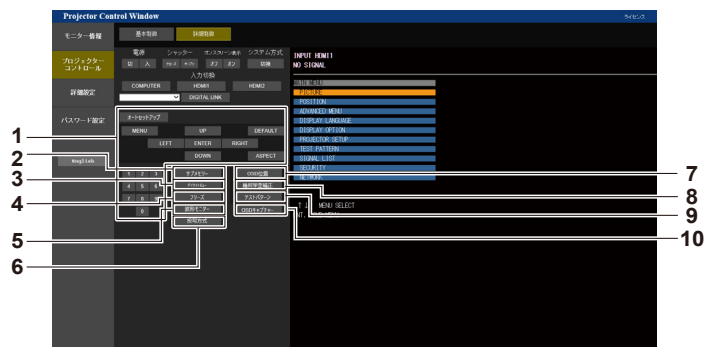 Projector Control Window
ライセンス
モニター情報
基本制御
詳細制御
プロジェクター
コントロール
詳細設定
パスワード設定
English
電源
シャッター
オンスクリーン表示
システム方式
切
入
オフ
オン
切換
入力切換
COMPUTER
HDMI1
HDMI2
DIGITAL LINK
オートセットアップ
MENU
UP
DEFAULT
LEFT
ENTER
RIGHT
DOWN
ASPECT
1 2 3
4 5 6
7 8 9
0
サブメモリー
フリーズ
波形モニター
投写方式
OSD位置
幾何学歪補正
テストパターン
OSDキャプチャー
INPUT HDMI1
NO SIGNAL
MAIN MENU
PICTURE
POSITION
ADVANCED MENU
DISPLAY LANGUAGE
DISPLAY OPTION
PROJECTOR SETUP
TEST PATTERN
SIGNAL LIST
SECURITY
NETWORK
MENU SELECT
1
2
3
4
5
6
7
8
9
10